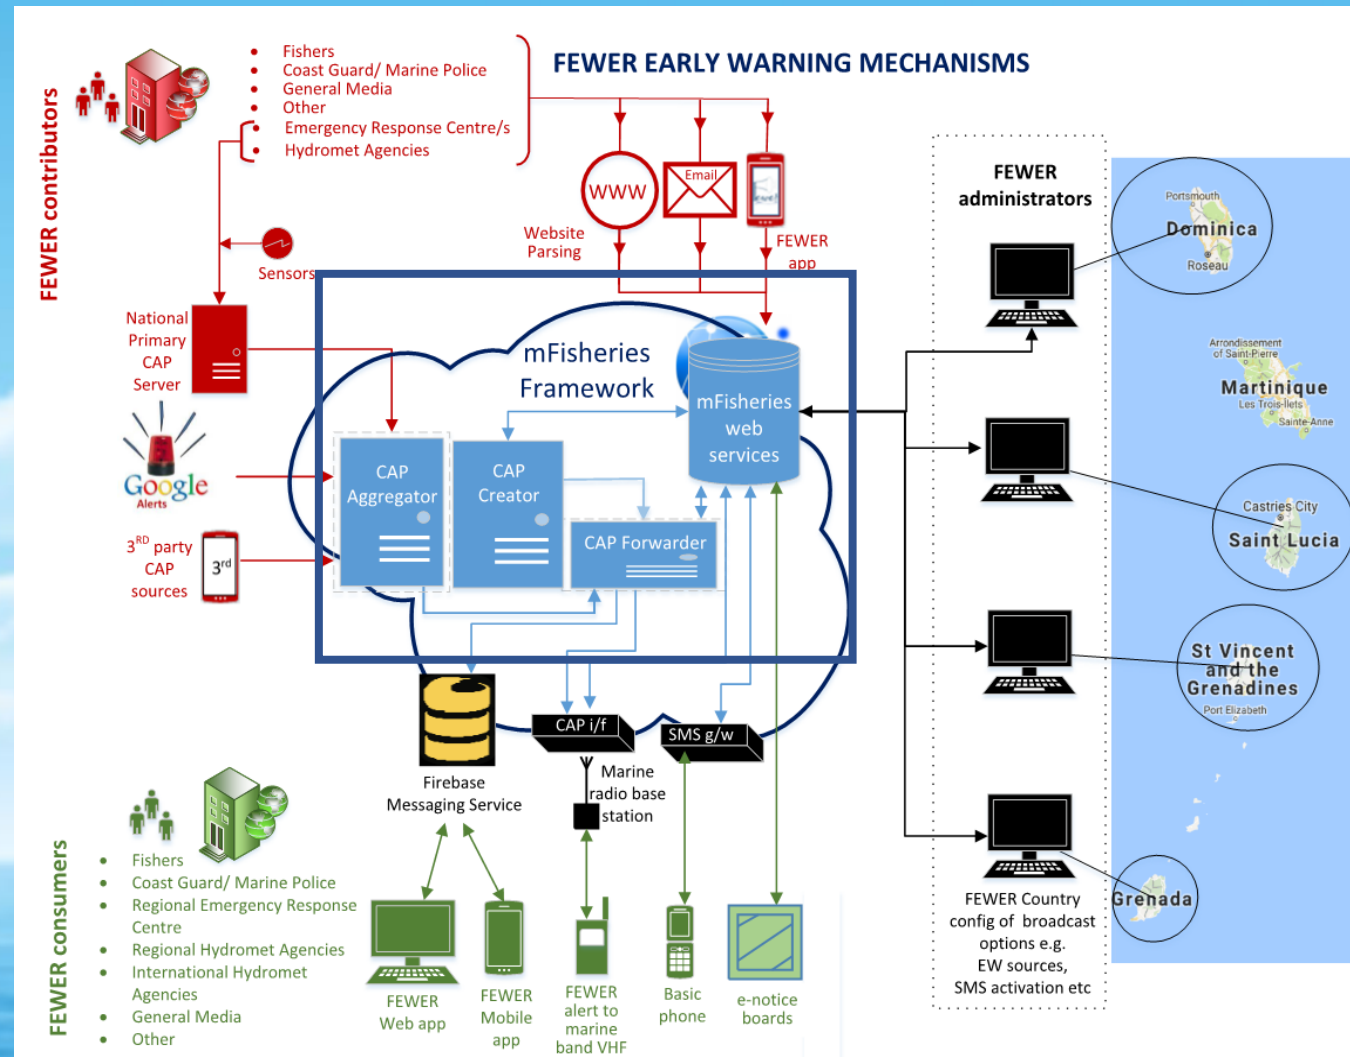 FEWER EARLY WARNING MECHANISMS
FEWER contributors
Fishers
Coast Guard/ Marine Police
General Media
Other
Emergency Response Centre/s
Hydromet Agencies
WWW
Email
Website
Parsing
FEWER
app
Sensors
National
Primary
CAP
Server
Google
Alerts
3RD party
CAP
sources
3rd
mFisheries
Framework
mFisheries
web
services
CAP
Aggregator
CAP
Creator
CAP Forwarder
Firebase
Messaging Service
CAP i/f
SMS g/w
Marine
radio base
station
FEWER consumers
Fishers
Coast Guard/ Marine Police
Regional Emergency Response
Centre
Regional Hydromet Agencies
International Hydromet
Agencies
General Media
Other
FEWER
Web app
FEWER
Mobile
app
FEWER
alert to
marine
band VHF
Basic
phone
e-notice
boards
FEWER
administrators
FEWER Country
config of broadcast
options e.g.
EW sources,
SMS activation etc
Portsmouth
Dominica
Roseau
Arrondissement
of Saint-Pierre
Martinique
Les Trois-Îlets
Sainte-Anne
Castries City
Saint Lucia
St Vincent
and the
Grenadines
Port Elizabeth
Grenada